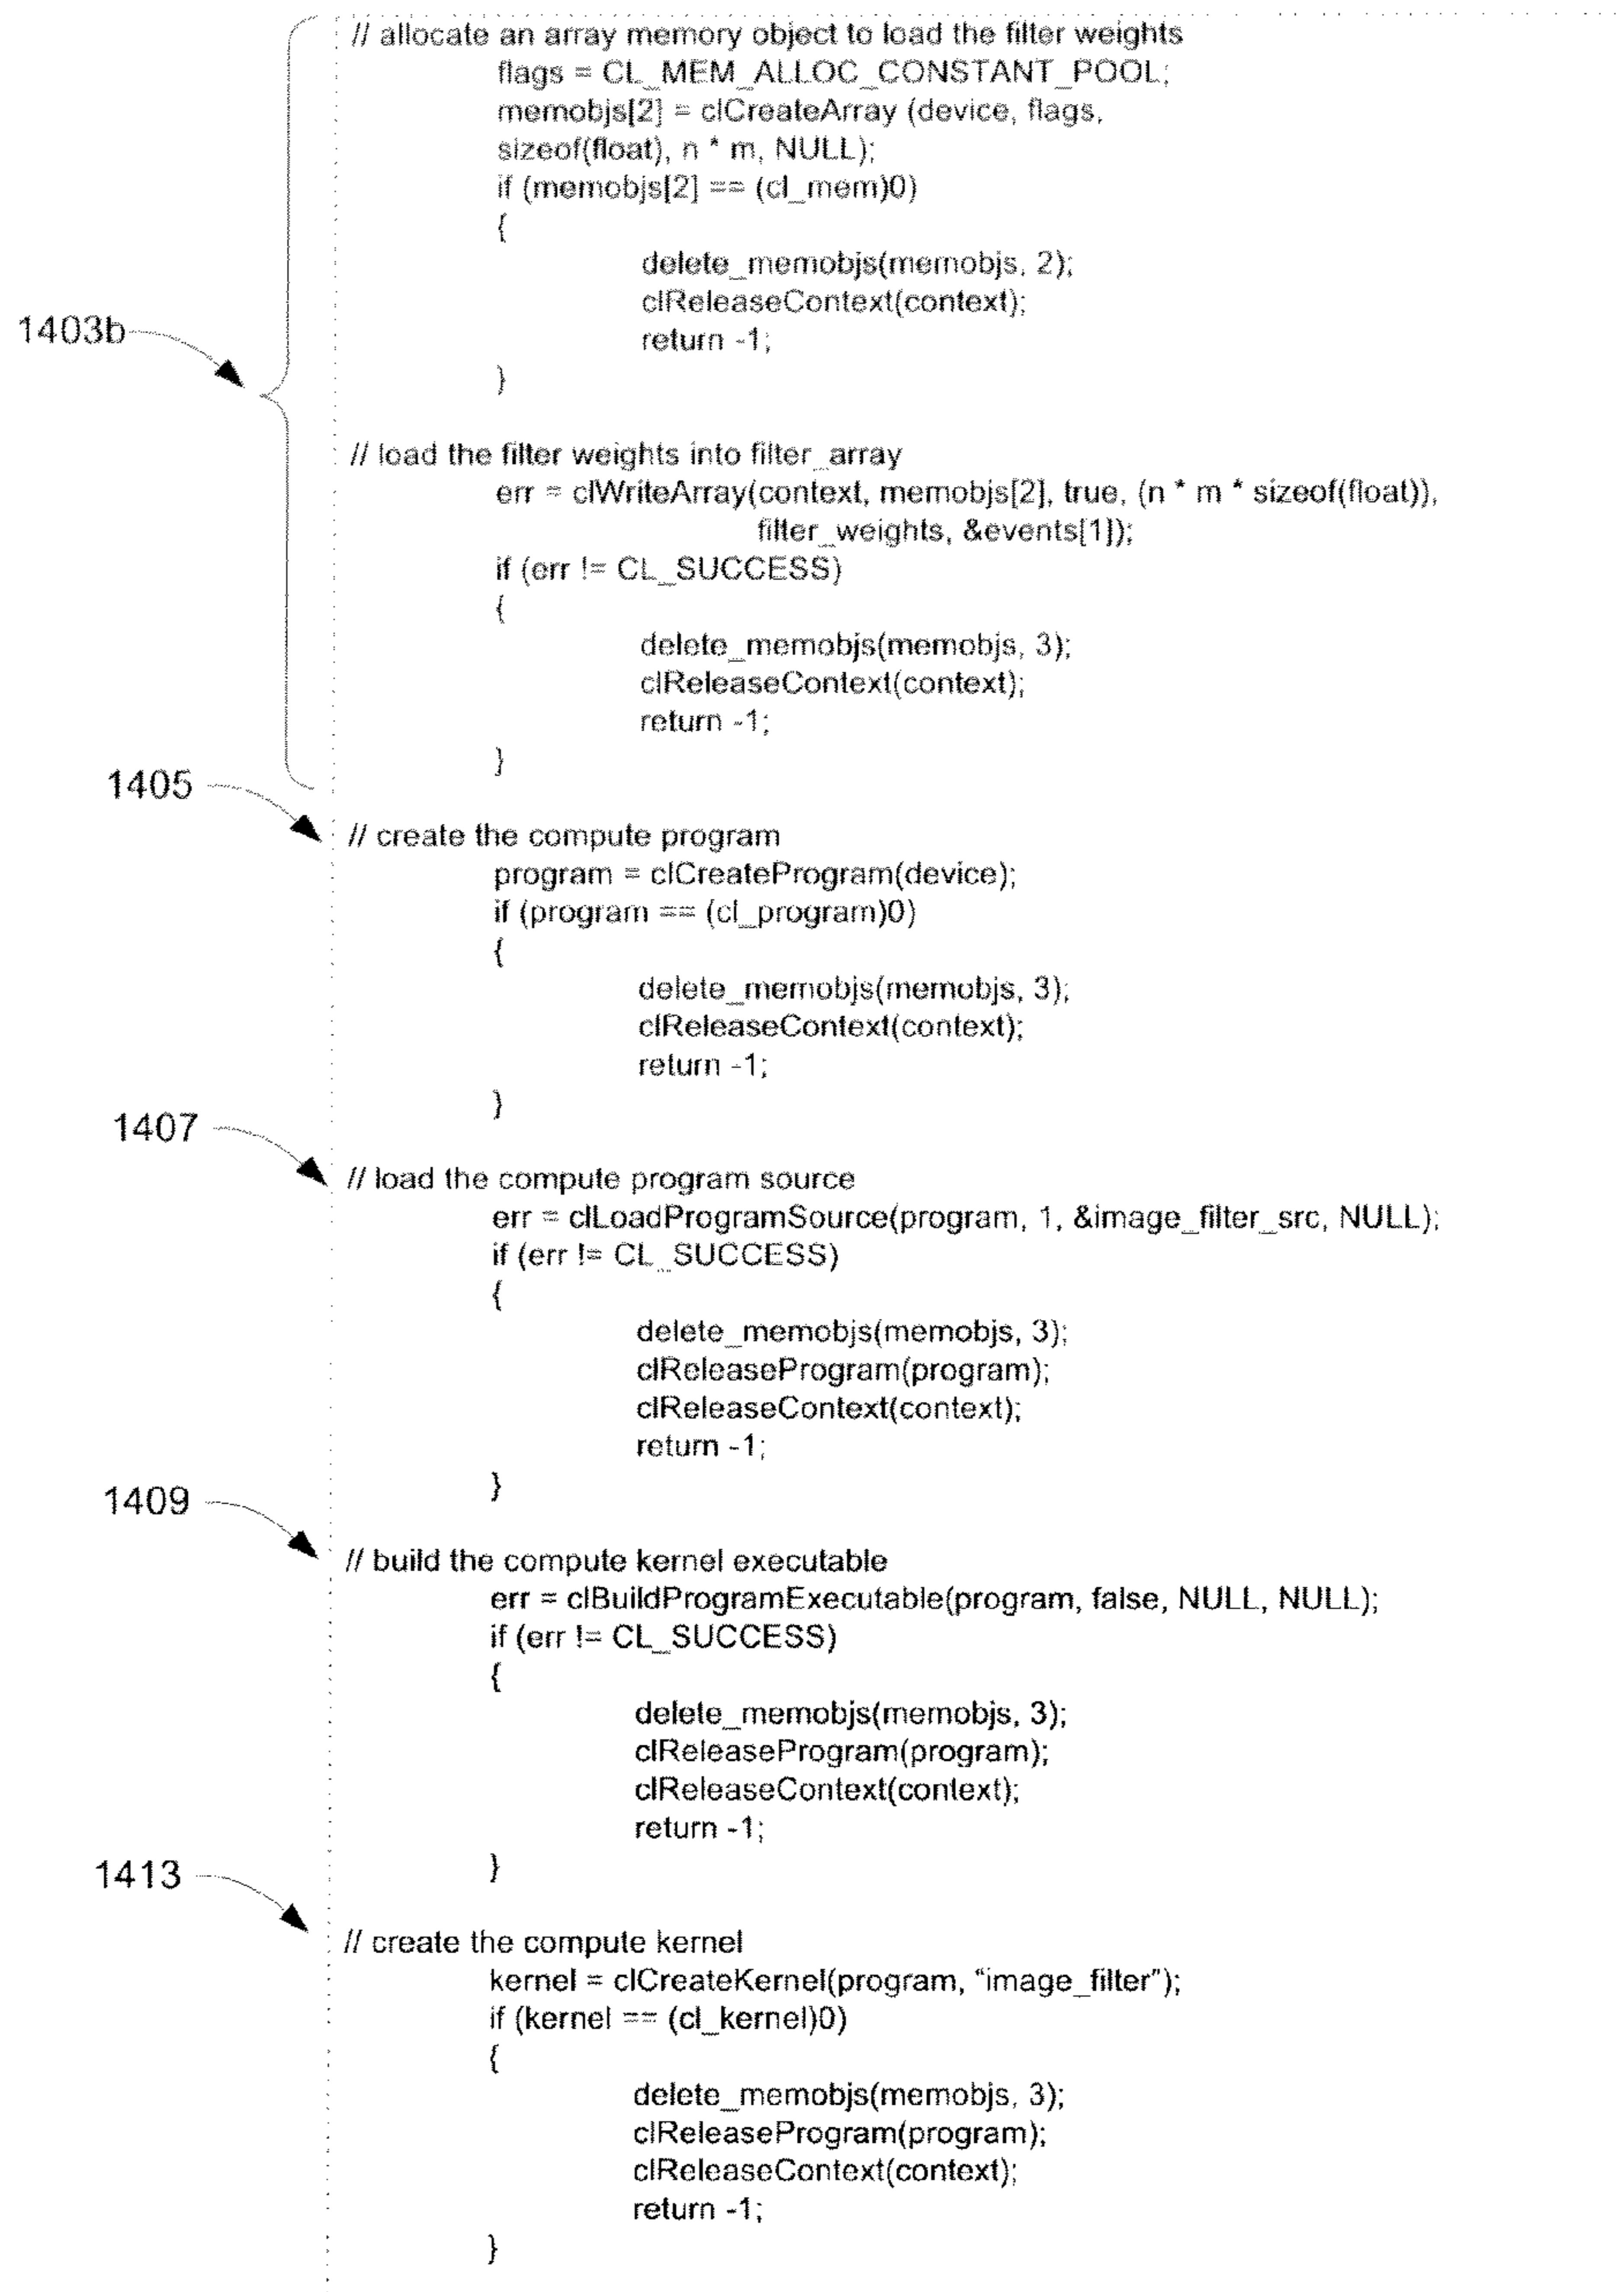 // allocate an array memory object to load the filter weights
flags = CL_MEM_ALLOC_CONSTANT_POOL;
memobjs[2] = clCreateArray (device, flags,
sizeof(float), n * m, NULL);
if (memobjs[2] == (cl_mem)0)
{
delete_memobjs(memobjs, 2);
clReleaseContext(context);
1403b
return -1;
}
// load the filter weights into filter_array
err = clWriteArray(context, memobjs[2], true, (n * m * sizeof(float)),
filter_weights, &events[1]);
if (err != CL_SUCCESS)
{
delete_memobjs(memobjs, 3);
clReleaseContext(context);
return -1;
}
1405
// create the compute program
program = clCreateProgram(device);
if (program == (cl_program)0)
{
delete_memobjs(memobjs, 3);
clReleaseContext(context);
return -1;
}
1407
// load the compute program source
err = clLoadProgramSource(program, 1, &image_filter_src, NULL);
if (err != CL_SUCCESS)
{
delete_memobjs(memobjs, 3);
clReleaseProgram(program);
clReleaseContext(context);
return -1;
}
1409
// build the compute kernel executable
err = clBuildProgramExecutable(program, false, NULL, NULL);
if (err != CL_SUCCESS)
{
delete_memobjs(memobjs, 3);
clReleaseProgram(program);
clReleaseContext(context);
return -1;
}
1413
// create the compute kernel
kernel = clCreateKernel(program, “image_filter”);
if (kernel == (cl_kernel)0)
{
delete_memobjs(memobjs, 3);
clReleaseProgram(program);
clReleaseContext(context);
return -1;
}